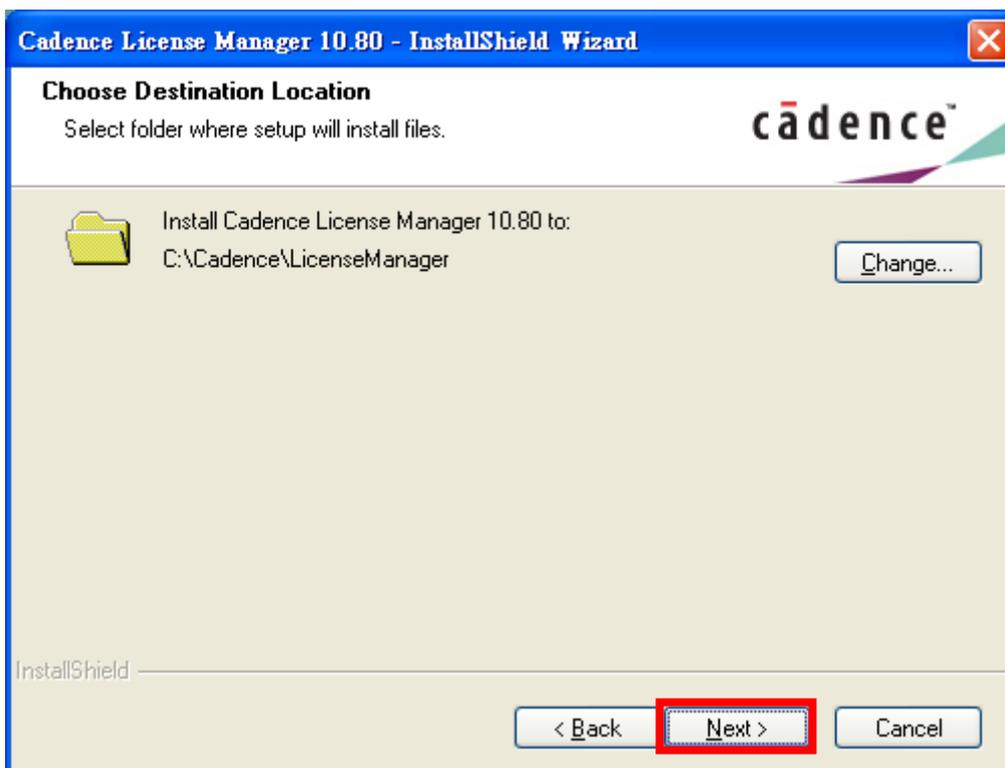 Cadence License Manager 10.80 - InstallShield Wizard
Choose Destination Location
Select folder where setup will install files.
cādence™
Install Cadence License Manager 10.80 to:
C:\Cadence\LicenseManager
Change...
InstallShield
< Back
Next >
Cancel